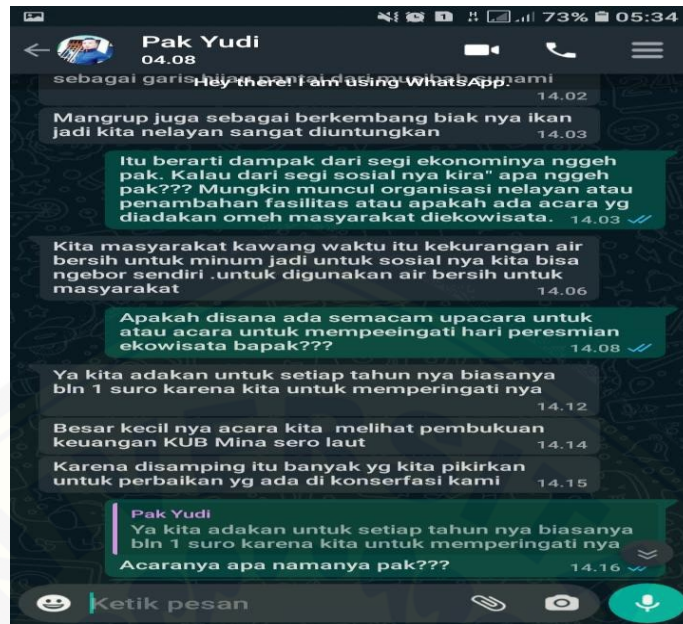 73% 05:34
Pak Yudi
04.08
sebagai garis hijau pantai dari musibah sunami
Hey there! I am using WhatsApp.
14.02
Mangrup juga sebagai berkembang biak nya ikan
jadi kita nelayan sangat diuntungkan 14.03
Itu berarti dampak dari segi ekonominya nggeh
pak. Kalau dari segi sosial nya kira" apa nggeh
pak??? Mungkin muncul organisasi nelayan atau
penambahan fasilitas atau apakah ada acara yg
diadakan omeh masyarakat diekowisata. 14.03
Kita masyarakat kawang waktu itu kekurangan air
bersih untuk minum jadi untuk sosial nya kita bisa
ngebor sendiri .untuk digunakan air bersih untuk
masyarakat 14.06
Apakah disana ada semacam upacara untuk
atau acara untuk mempeeingati hari peresmian
ekowisata bapak???
14.08
Ya kita adakan untuk setiap tahun nya biasanya
bln 1 suro karena kita untuk memperingati nya
14.12
Besar kecil nya acara kita melihat pembukuan
keuangan KUB Mina sero laut 14.14
Karena disamping itu banyak yg kita pikirkan
untuk perbaikan yg ada di konserfasi kami 14.15
Pak Yudi
Ya kita adakan untuk setiap tahun nya biasanya
bln 1 suro karena kita untuk memperingati nya
Acaranya apa namanya pak??? 14.16
Ketik pesan